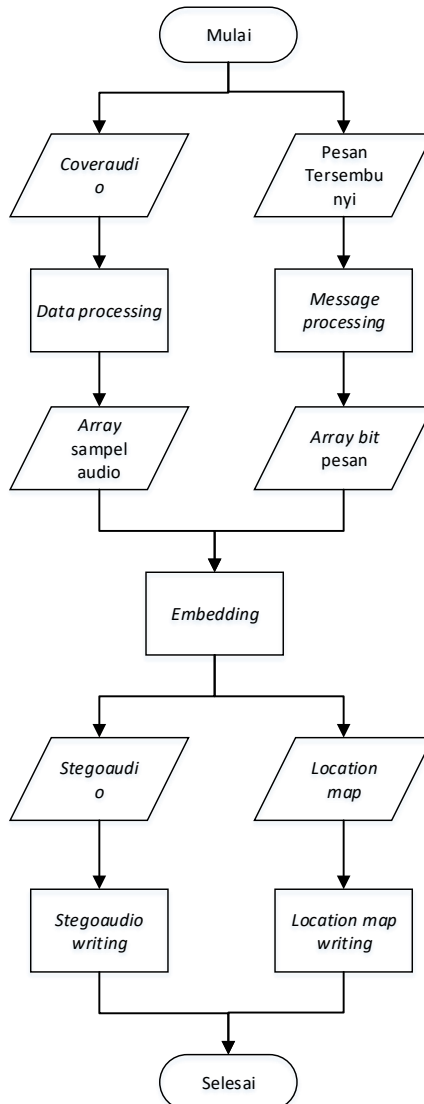 Mulai
Coveraudi
o
Pesan
Tersembu
nyi
Data processing
Message
processing
Array
sampel
audio
Array bit
pesan
Embedding
Stegoaudi
o
Location
map
Stegoaudio
writing
Location map
writing
Selesai